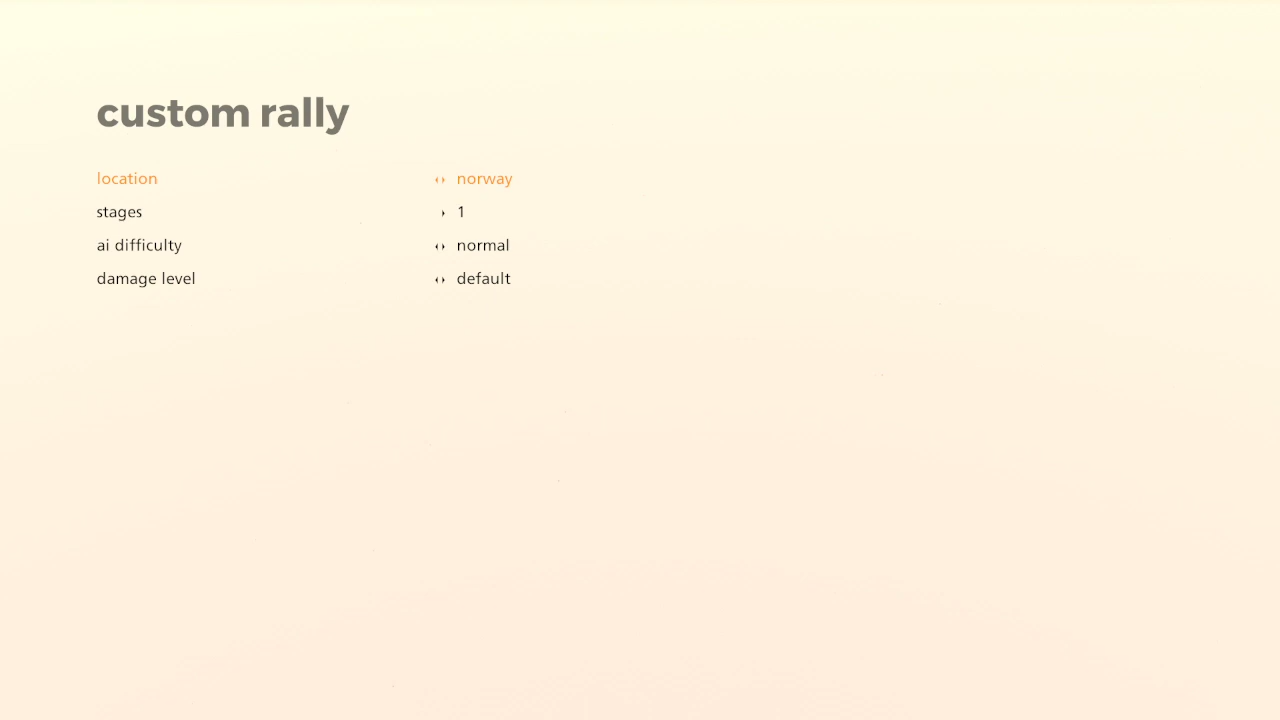 custom rally
location norway
stages 1
ai difficulty normal
damage level default